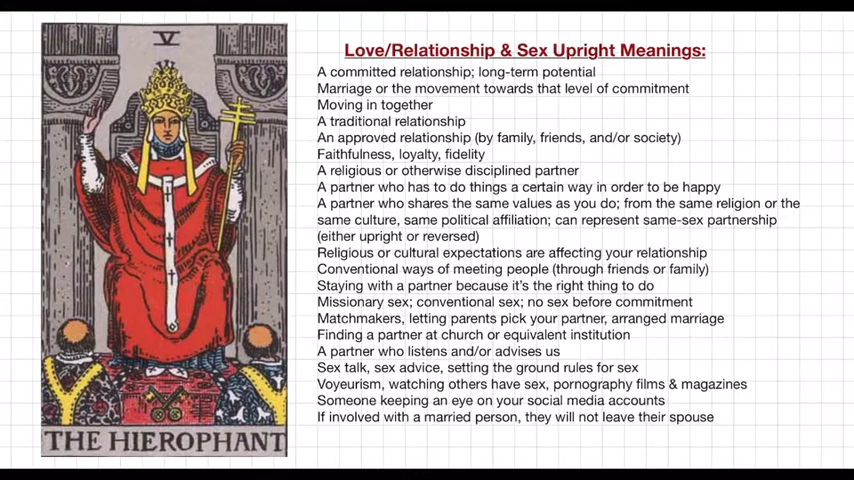 V
THE HIEROPHANT
Love/Relationship & Sex Upright Meanings:
A committed relationship; long-term potential
Marriage or the movement towards that level of commitment
Moving in together
A traditional relationship
An approved relationship (by family, friends, and/or society)
Faithfulness, loyalty, fidelity
A religious or otherwise disciplined partner
A partner who has to do things a certain way in order to be happy
A partner who shares the same values as you do; from the same religion or the
same culture, same political affiliation; can represent same-sex partnership
(either upright or reversed)
Religious or cultural expectations are affecting your relationship
Conventional ways of meeting people (through friends or family)
Staying with a partner because it's the right thing to do
Missionary sex; conventional sex; no sex before commitment
Matchmakers, letting parents pick your partner, arranged marriage
Finding a partner at church or equivalent institution
A partner who listens and/or advises us
Sex talk, sex advice, setting the ground rules for sex
Voyeurism, watching others have sex, pornography films & magazines
Someone keeping an eye on your social media accounts
If involved with a married person, they will not leave their spouse